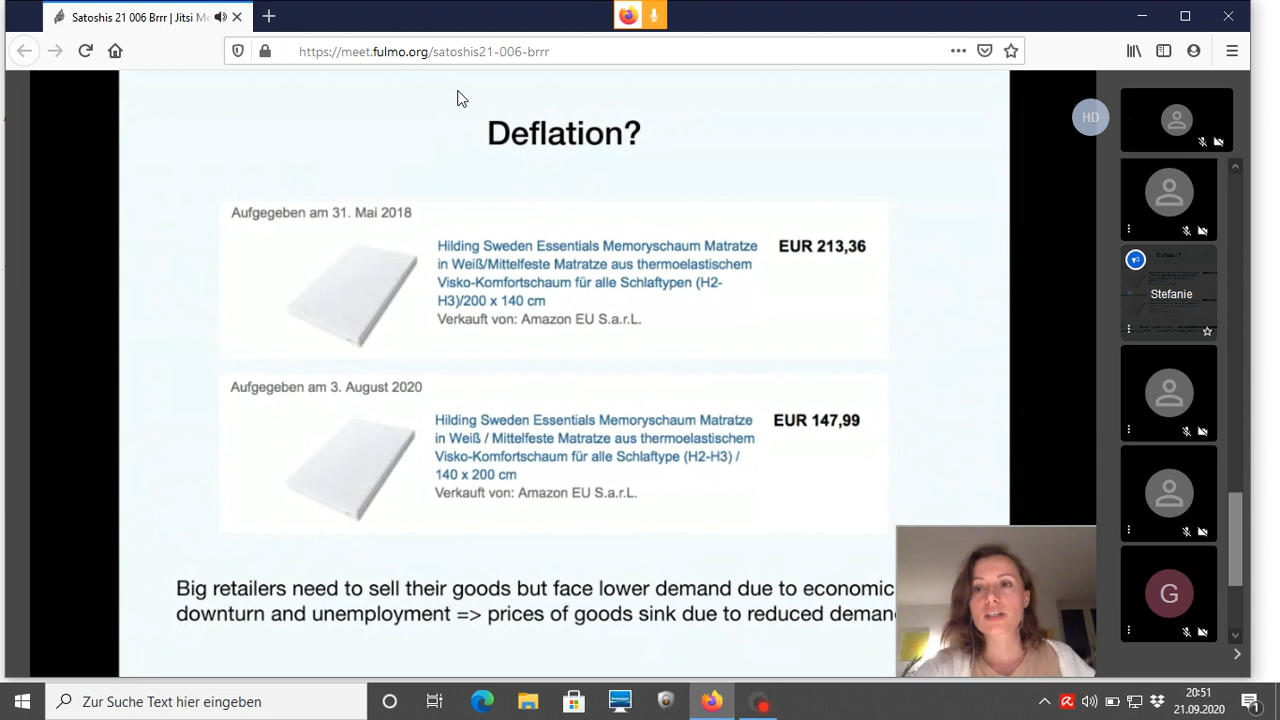 Satoshis 21 006 Brrr | Jitsi Me
https://meet.fulmo.org/satoshis21-006-brrr
HD
Deflation?
Aufgegeben am 31. Mai 2018
Hilding Sweden Essentials Memoryschaum Matratze
EUR 213,36
in Weiß/Mittelfeste Matratze aus thermoelastischem
Visko-Komfortschaum für alle Schlaftypen (H2-
H3)/200 x 140 cm
Verkauft von: Amazon EU S.a.r.L.
Aufgegeben am 3. August 2020
Hilding Sweden Essentials Memoryschaum Matratze
EUR 147,99
in Weiß / Mittelfeste Matratze aus thermoelastischem
Visko-Komfortschaum für alle Schlaftype (H2-H3) /
140 x 200 cm
Verkauft von: Amazon EU S.a.r.L.
Big retailers need to sell their goods but face lower demand due to economic
downturn and unemployment => prices of goods sink due to reduced deman
Stefanie
G
Zur Suche Text hier eingeben
20:51
21.09.2020
1